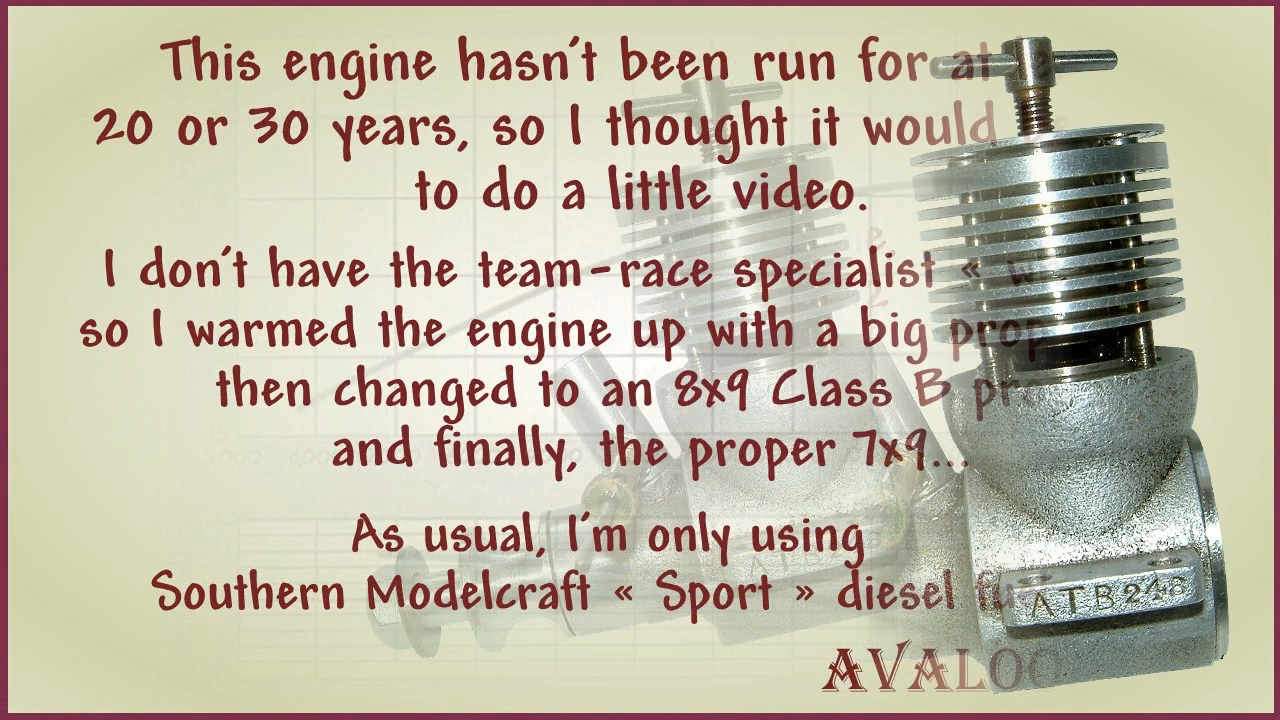 This engine hasn't been run for at
20 or 30 years, so I thought it would
to do a little video.
I don't have the team-race specialist «
so I warmed the engine up with a big prop
then changed to an 8x9 Class B
and finally, the proper 7x9...
As usual, I'm only using
Southern Modelcraft « Sport » diesel
ATB248